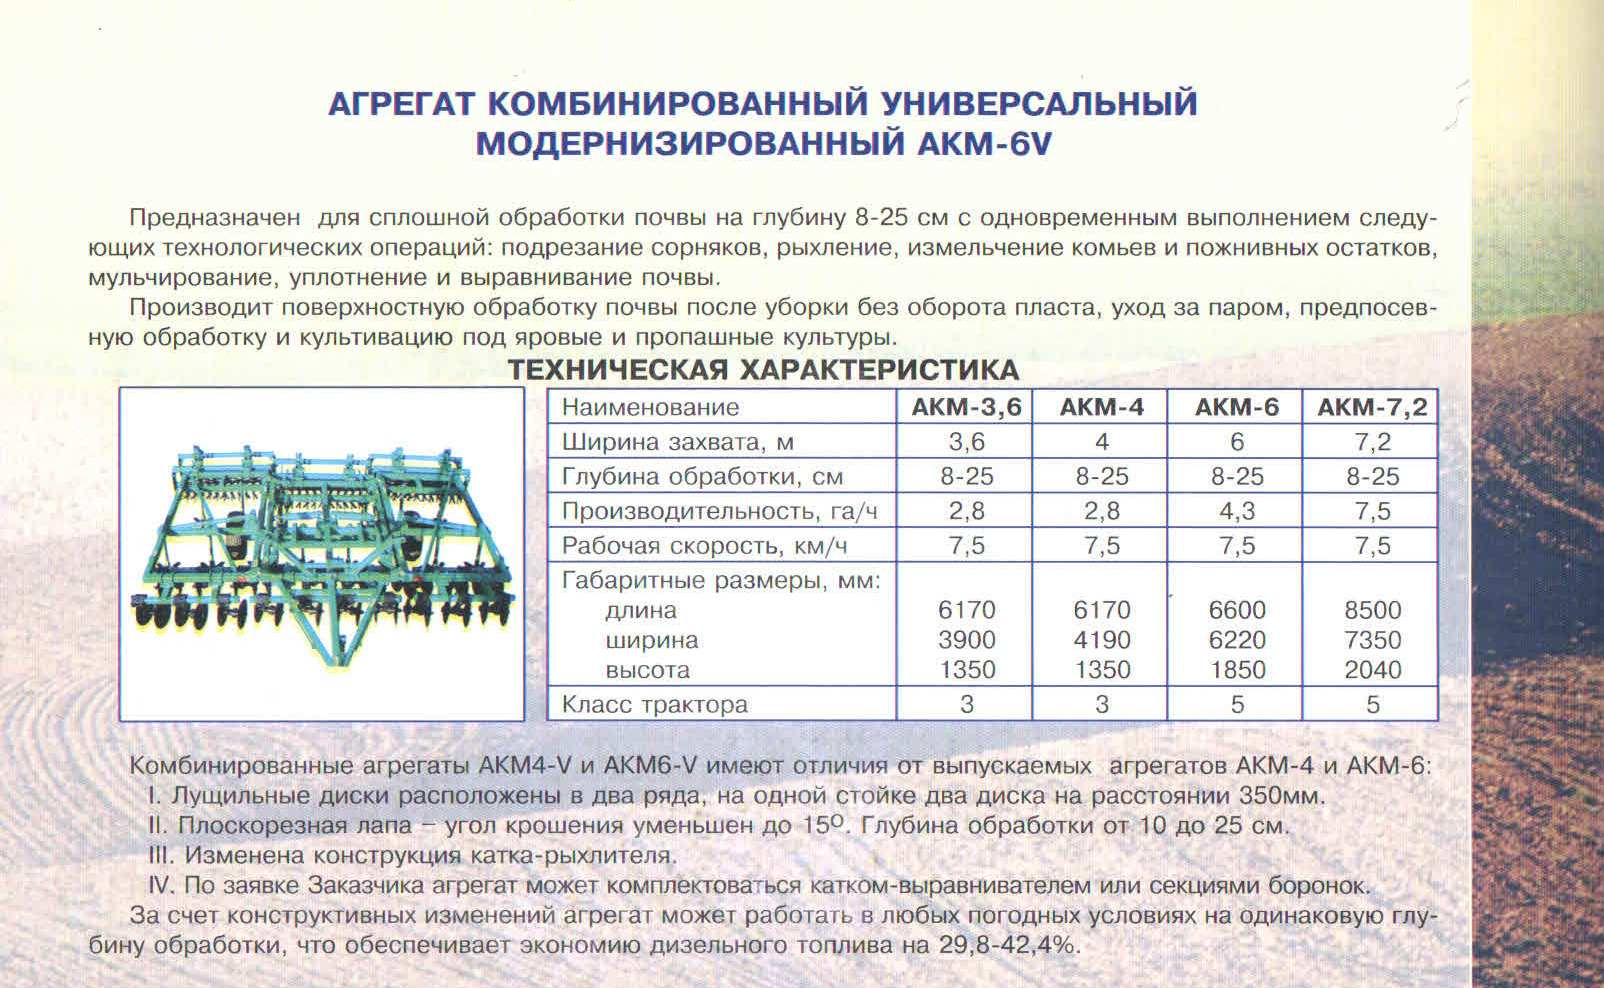 АГРЕГАТ КОМБИНИРОВАННЫЙ УНИВЕРСАЛЬНЫЙ
МОДЕРНИЗИРОВАННЫЙ АКМ-6V
Предназначен для сплошной обработки почвы на глубину 8-25 см с одновременным выполнением следу-
ющих технологических операций: подрезание сорняков, рыхление, измельчение комьев и пожнивных остатков,
мульчирование, уплотнение и выравнивание почвы.
Производит поверхностную обработку почвы после уборки без оборота пласта, уход за паром, предпосев-
ную обработку и культивацию под яровые и пропашные культуры.
ТЕХНИЧЕСКАЯ ХАРАКТЕРИСТИКА
Наименование АКМ-3,6 АКМ-4 АКМ-6 АКМ-7,2
Ширина захвата, м 3,6 4 6 7,2
Глубина обработки, см 8-25 8-25 8-25 8-25
Производительность, га/ч 2,8 2,8 4,3 7,5
Рабочая скорость, км/ч 7,5 7,5 7,5 7,5
Габаритные размеры, мм:
длина 6170 6170 6600 8500
ширина 3900 4190 6220 7350
высота 1350 1350 1850 2040
Класс трактора 3 3 5 5
Комбинированные агрегаты АКМ4-V и АКМ6-V имеют отличия от выпускаемых агрегатов АКМ-4 и АКМ-6:
I. Лущильные диски расположены в два ряда, на одной стойке два диска на расстоянии 350мм.
II. Плоскорезная лапа – угол крошения уменьшен до 15º. Глубина обработки от 10 до 25 см.
III. Изменена конструкция катка-рыхлителя.
IV. По заявке Заказчика агрегат может комплектоваться катком-выравнивателем или секциями боронок.
За счет конструктивных изменений агрегат может работать в любых погодных условиях на одинаковую глу-
бину обработки, что обеспечивает экономию дизельного топлива на 29,8-42,4%.